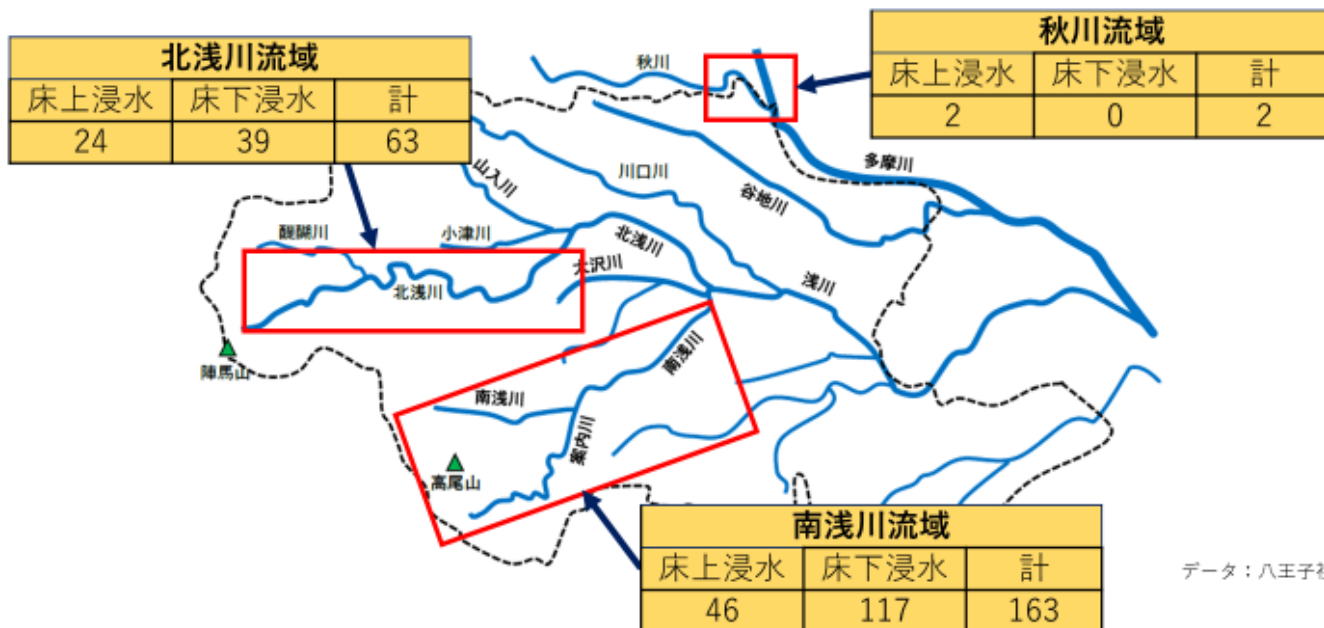 北浅川流域
床上浸水 床下浸水 計
24 39 63
秋川流域
床上浸水 床下浸水 計
2 0 2
秋川
多摩川
山入川
川口川
谷地川
醍醐川
小津川
北浅川
大沢川
北浅川
浅川
陣馬山
南浅川
南浅川
案内川
高尾山
南浅川流域
床上浸水 床下浸水 計
46 117 163
データ：八王子